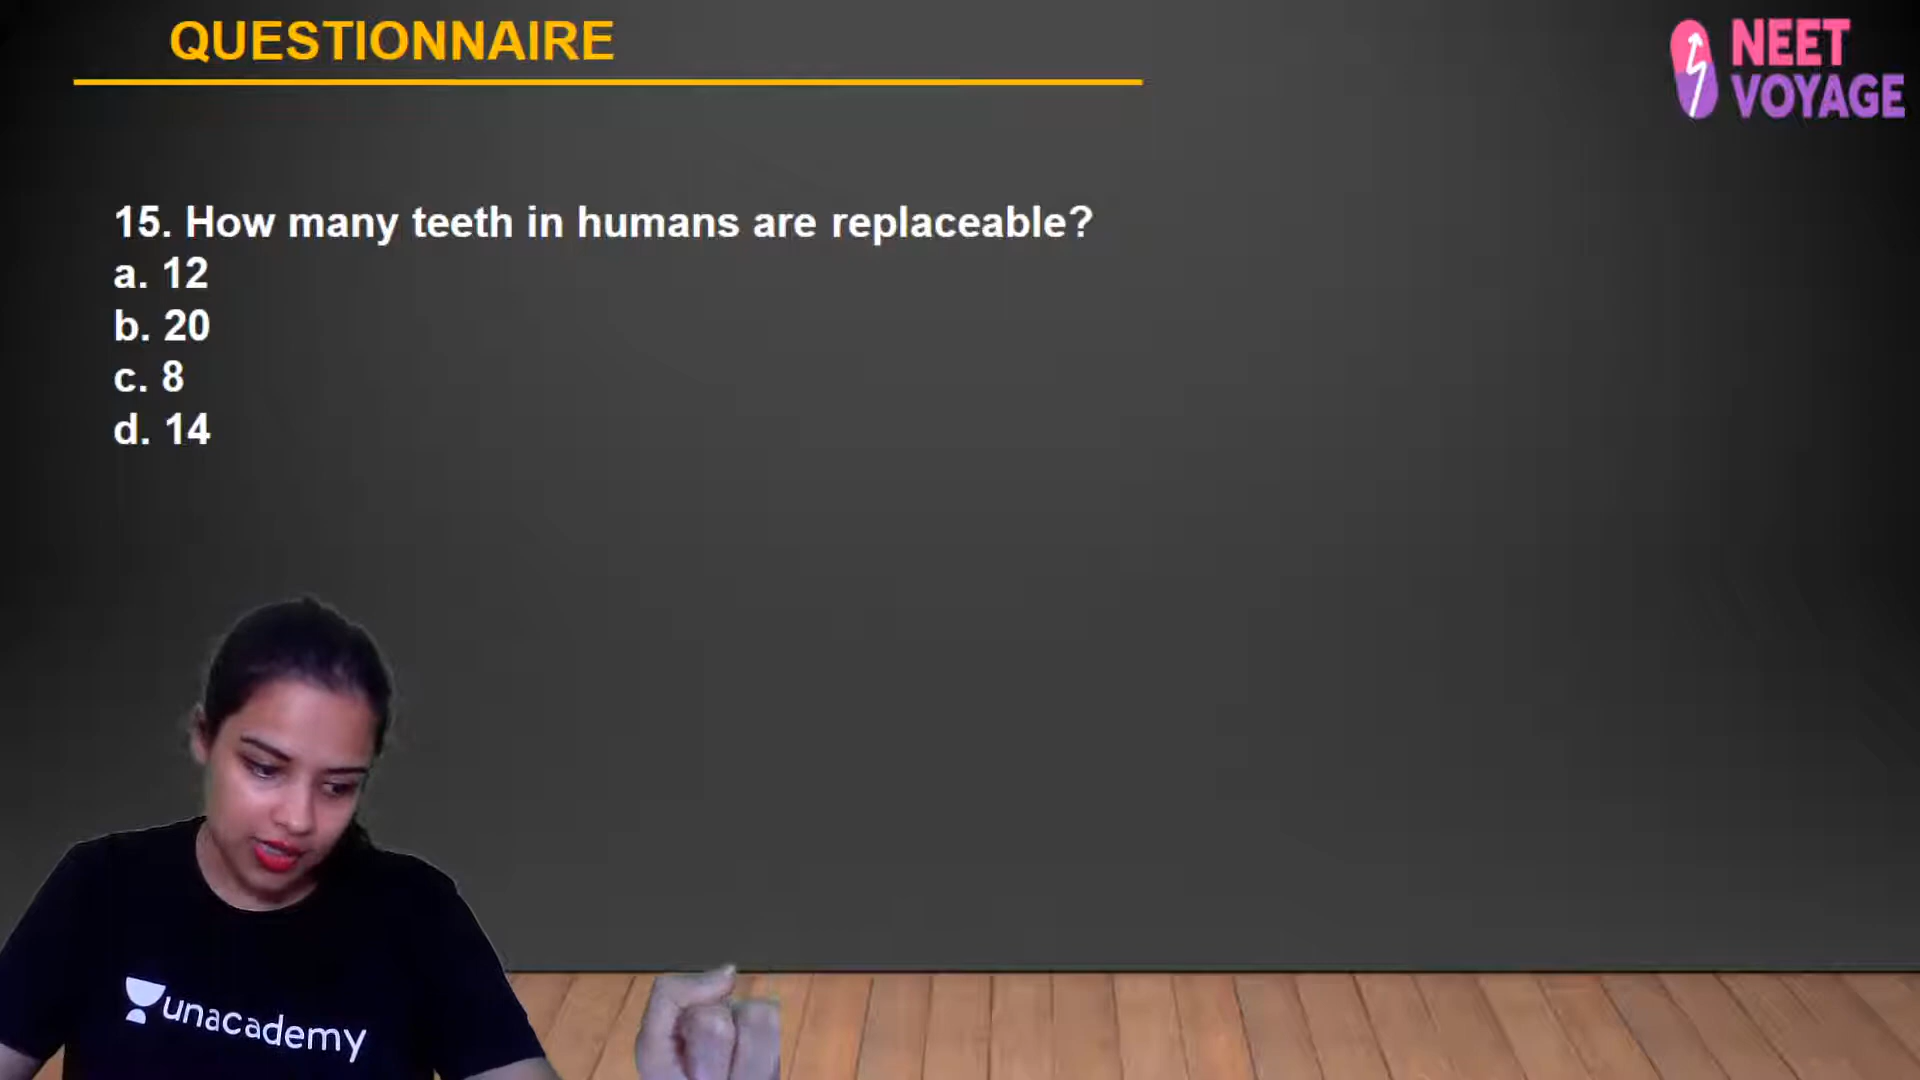 QUESTIONNAIRE
NEET
VOYAGE
15. How many teeth in humans are replaceable?
a. 12
b. 20
c. 8
d. 14
unacademy